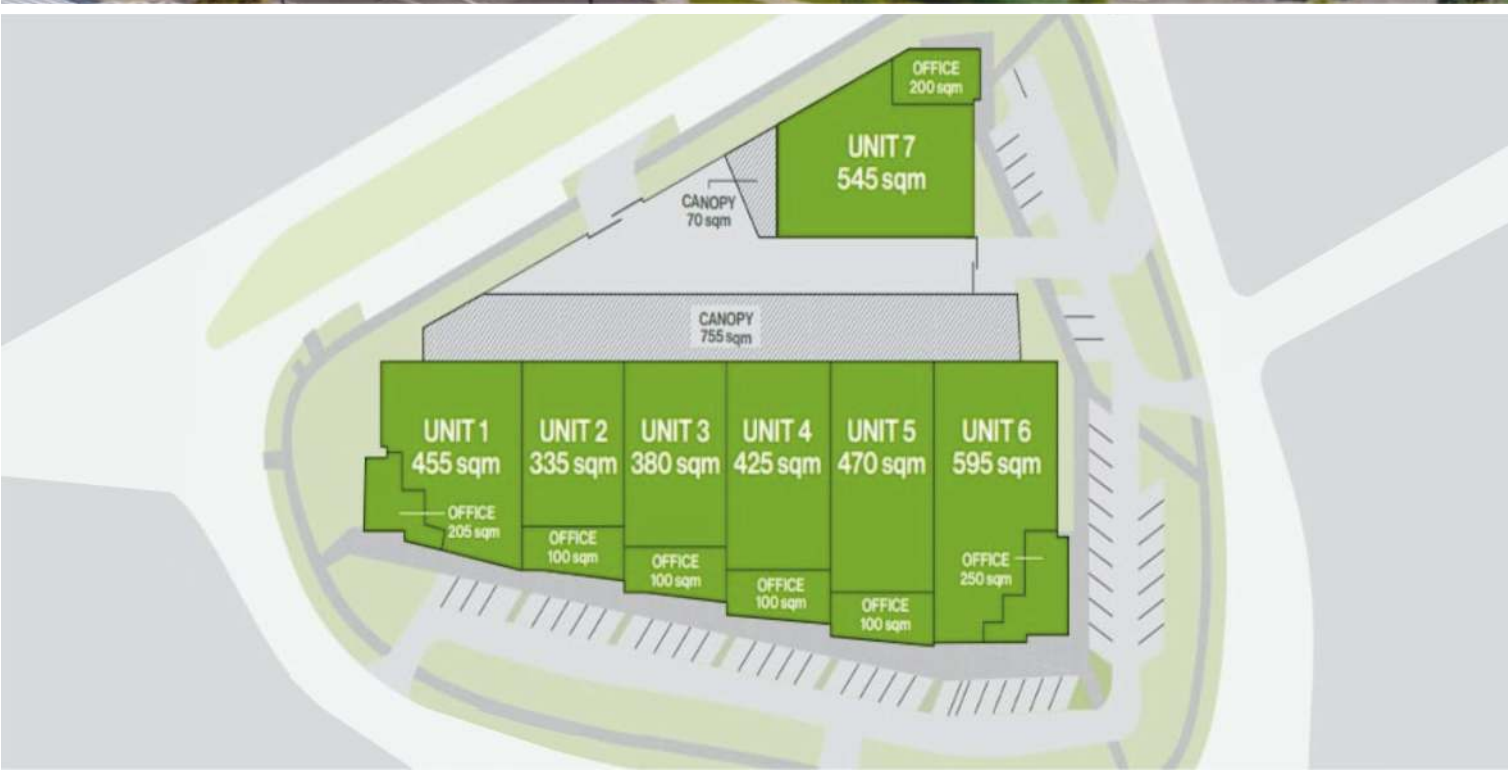 OFFICE
200 sqm
UNIT 7
545 sqm
CANOPY
70 sqm
CANOPY
755 sqm
UNIT 1
455 sqm
OFFICE
205 sqm
UNIT 2
335 sqm
OFFICE
100 sqm
UNIT 3
380 sqm
OFFICE
100 sqm
UNIT 4
425 sqm
OFFICE
100 sqm
UNIT 5
470 sqm
OFFICE
100 sqm
UNIT 6
595 sqm
OFFICE
250 sqm